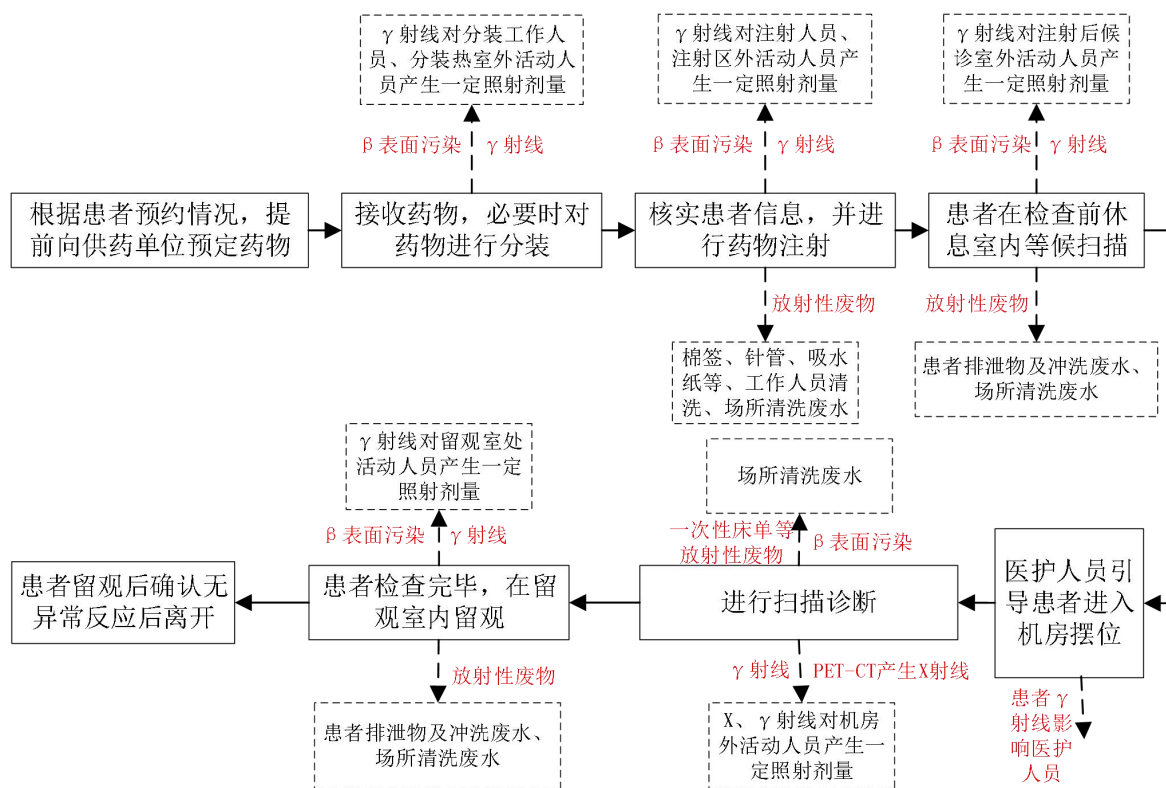 γ射线对分装工作人
员、分装热室外活动人
员产生一定照射剂量
γ射线对注射人员、
注射区外活动人员产
生一定照射剂量
γ射线对注射后候
诊室外活动人员产
生一定照射剂量
β表面污染
γ射线
β表面污染
γ射线
β表面污染
γ射线
根据患者预约情况，提
前向供药单位预定药物
接收药物，必要时对
药物进行分装
核实患者信息，并进
行药物注射
患者在检查前休
息室内等候扫描
放射性废物
放射性废物
棉签、针管、吸水
纸等、工作人员清
洗、场所清洗废水
患者排泄物及冲洗废水、
场所清洗废水
γ射线对留观室处
活动人员产生一定
照射剂量
场所清洗废水
β表面污染
γ射线
一次性床单等
放射性废物
β表面污染
患者留观后确认无
异常反应后离开
患者检查完毕，在留
观室内留观
进行扫描诊断
医护人员引
导患者进入
机房摆位
放射性废物
γ射线
PET-CT产生X射线
患者γ
射线影
响医护
人员
患者排泄物及冲洗废水、
场所清洗废水
X、γ射线对机房
外活动人员产生一
定照射剂量